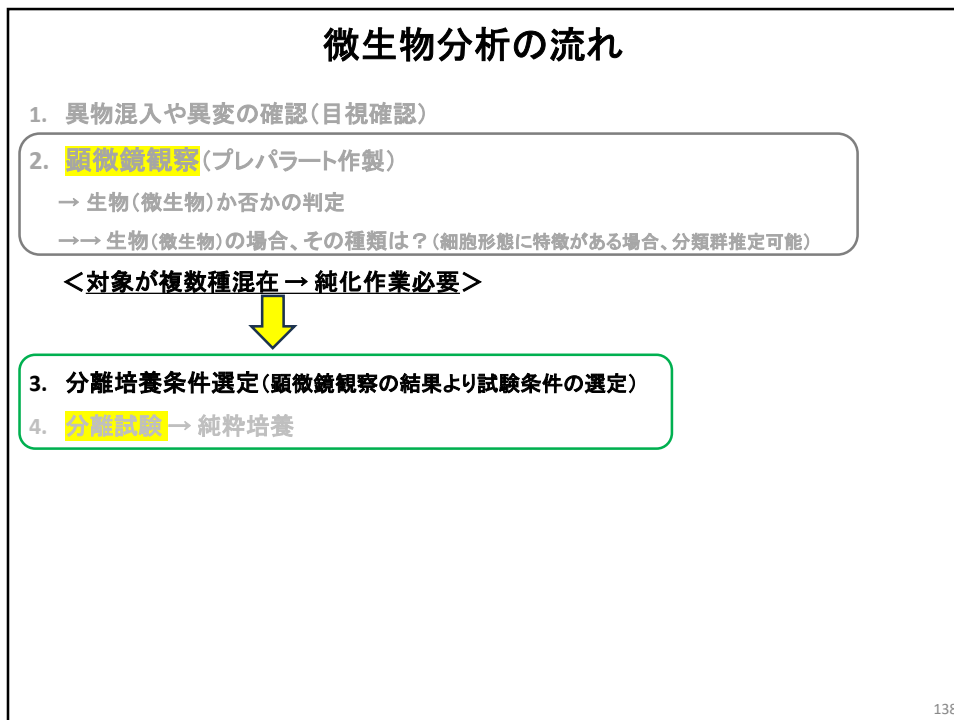 微生物分析の流れ
1. 異物混入や異変の確認（目視確認）
2. 顕微鏡観察（プレパラート作製）
→ 生物（微生物）か否かの判定
→→ 生物（微生物）の場合、その種類は？（細胞形態に特徴がある場合、分類群推定可能）
＜対象が複数種混在 → 純化作業必要＞
3. 分離培養条件選定（顕微鏡観察の結果より試験条件の選定）
4. 分離試験 → 純粋培養
138